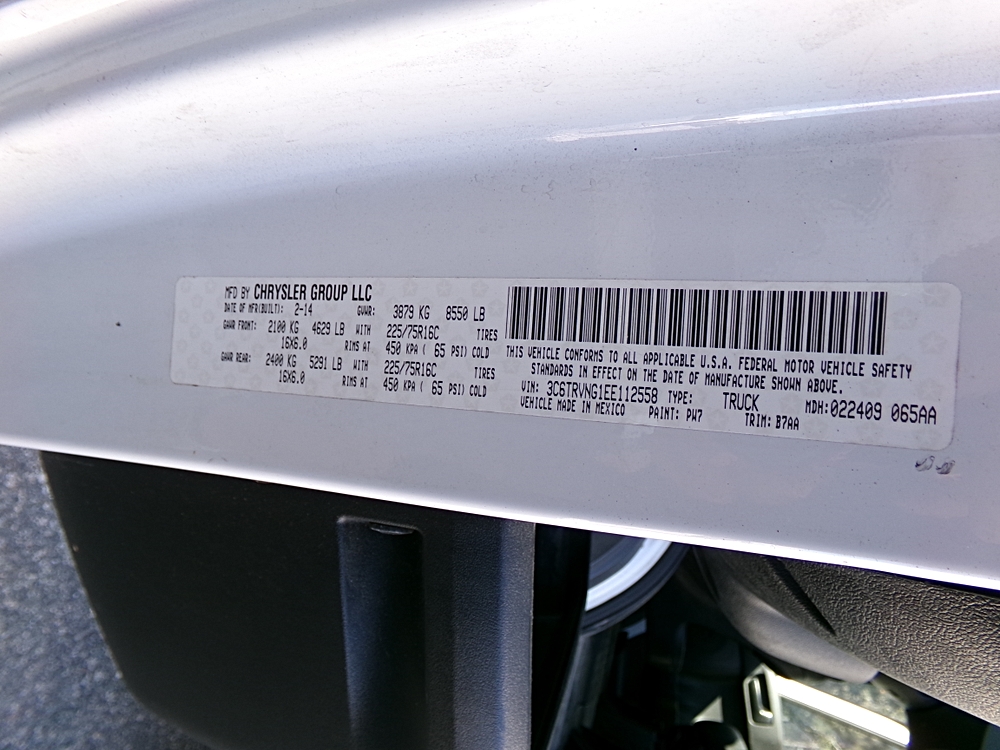 MFD BY CHRYSLER GROUP LLC
DATE OF MFR(BUILT): 2-14 GVWR: 3879 KG 8550 LB
GAWR FRONT: 2100 KG 4629 LB WITH 225/75R16C TIRES
16X6.0 RIMS AT 450 KPA ( 65 PSI) COLD
GAWR REAR: 2400 KG 5291 LB WITH 225/75R16C TIRES
16X6.0 RIMS AT 450 KPA ( 65 PSI) COLD
THIS VEHICLE CONFORMS TO ALL APPLICABLE U.S.A. FEDERAL MOTOR VEHICLE SAFETY
STANDARDS IN EFFECT ON THE DATE OF MANUFACTURE SHOWN ABOVE.
VIN: 3C6TRVNG1EE112558 TYPE: TRUCK MDH:022409 065AA
VEHICLE MADE IN MEXICO PAINT: PW7 TRIM: B7AA